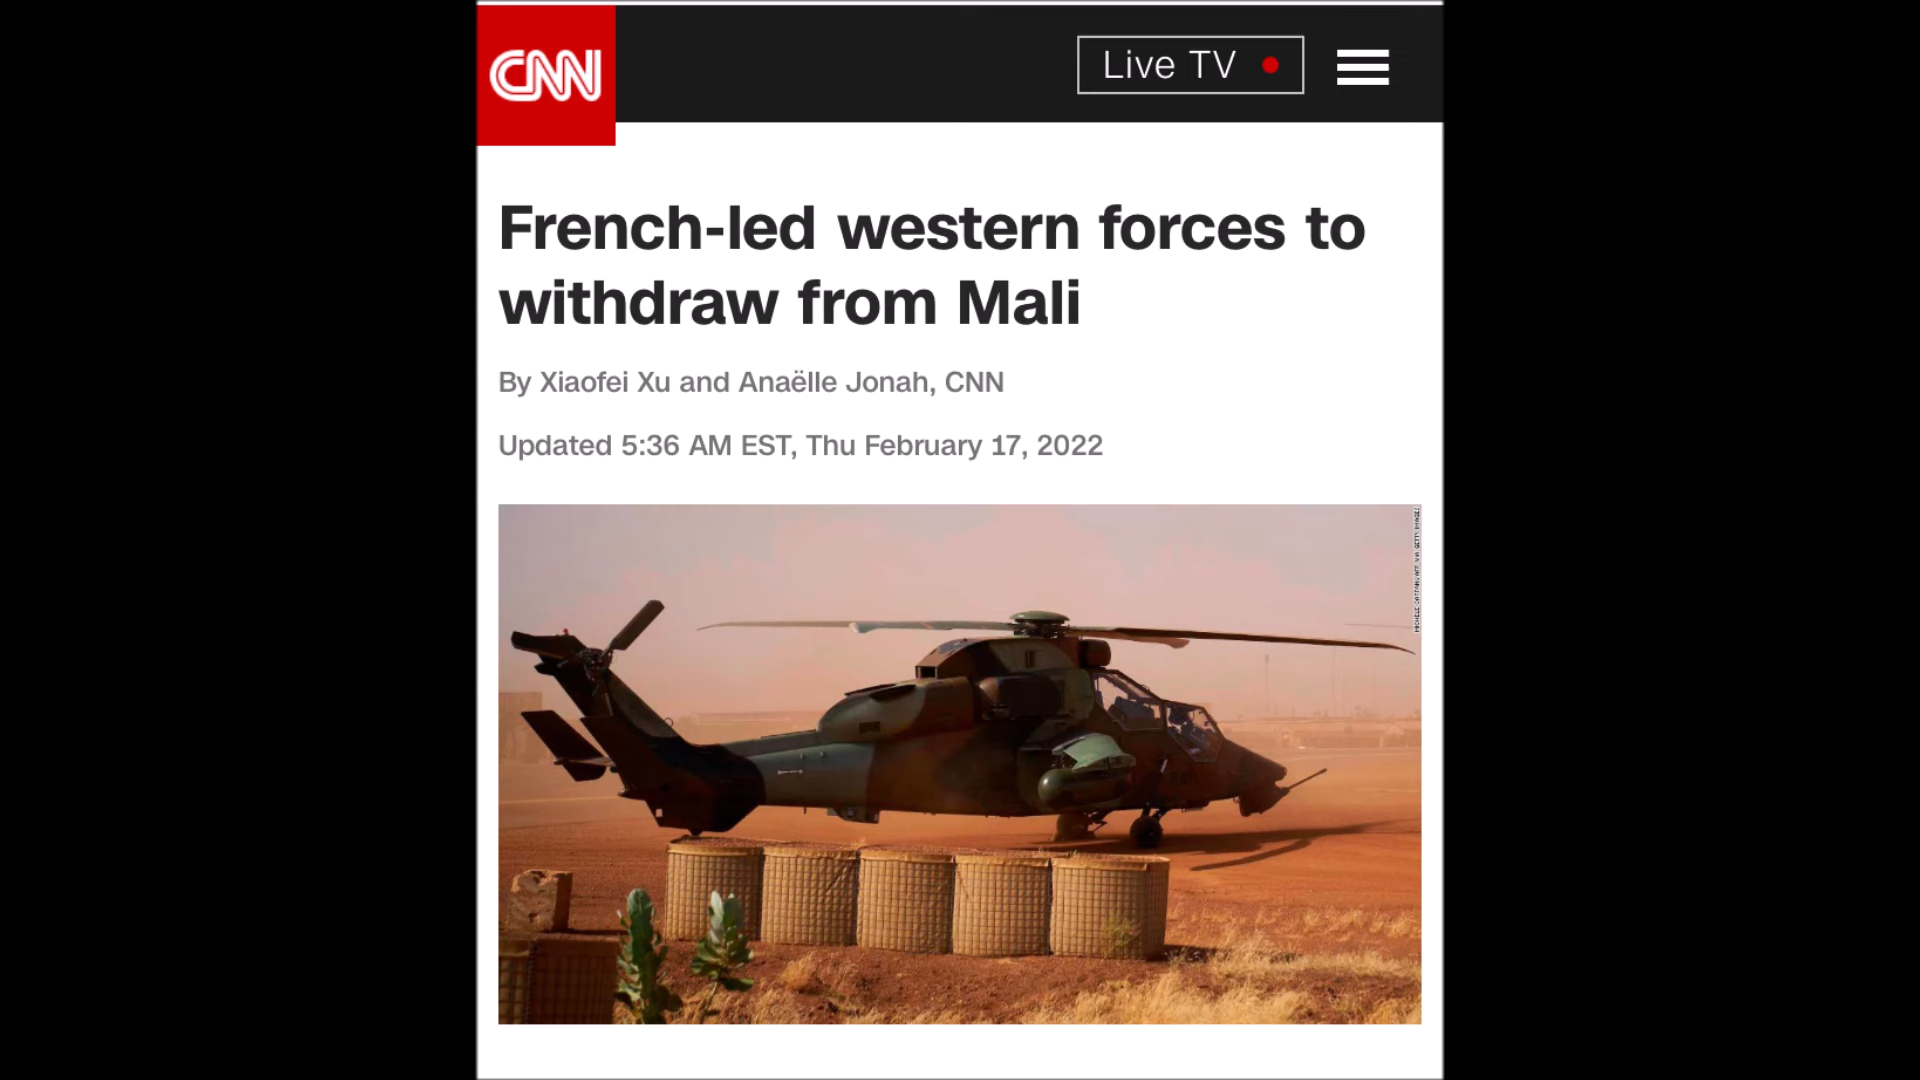 CNN
Live TV
French-led western forces to
withdraw from Mali
By Xiaofei Xu and Anaëlle Jonah, CNN
Updated 5:36 AM EST, Thu February 17, 2022